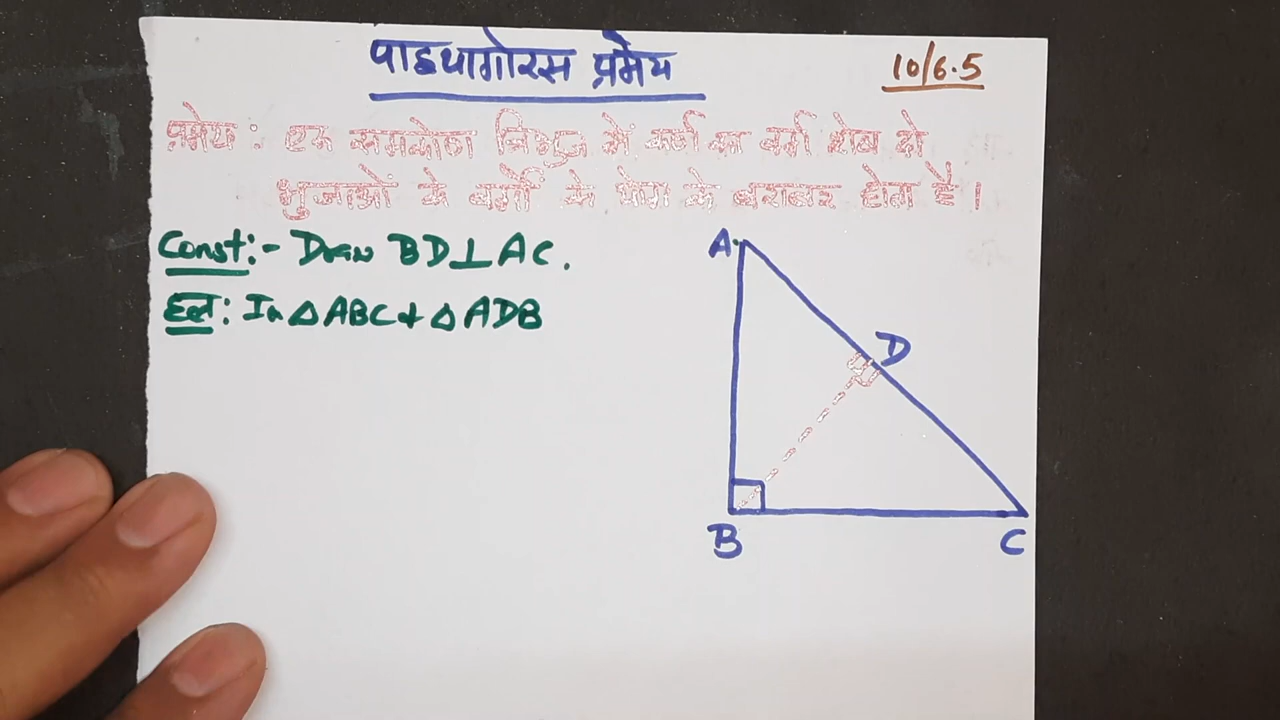 पाइथागोरस प्रमेय
10/6.5
प्रमेय : एक समकोण त्रिभुज में कर्ण का वर्ग शेष दो
भुजाओं के वर्गों के योग के बराबर होता है।
Const:- Draw BD⊥AC.
हल: In △ABC & △ADB
A
D
B
C